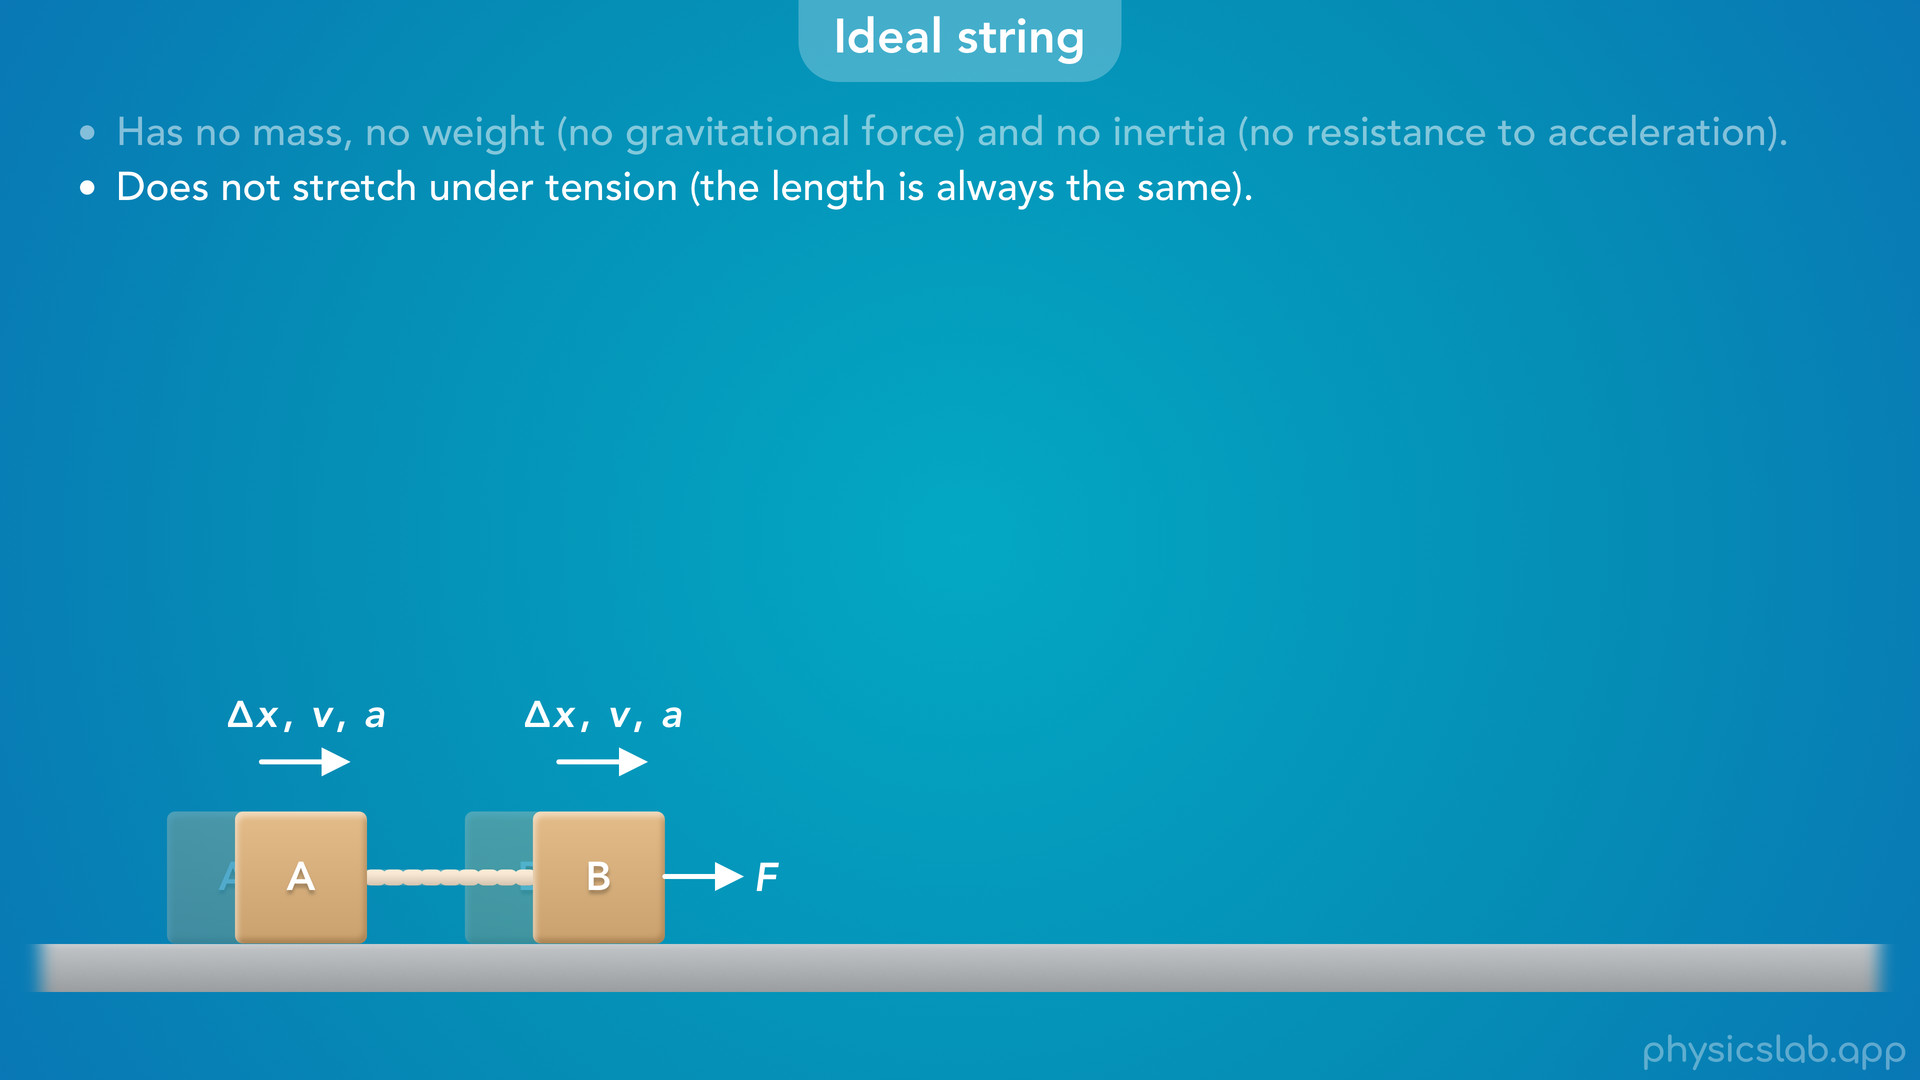 Ideal string
• Has no mass, no weight (no gravitational force) and no inertia (no resistance to acceleration).
• Does not stretch under tension (the length is always the same).
Δx, v, a Δx, v, a
A A B B F
physicslab.app